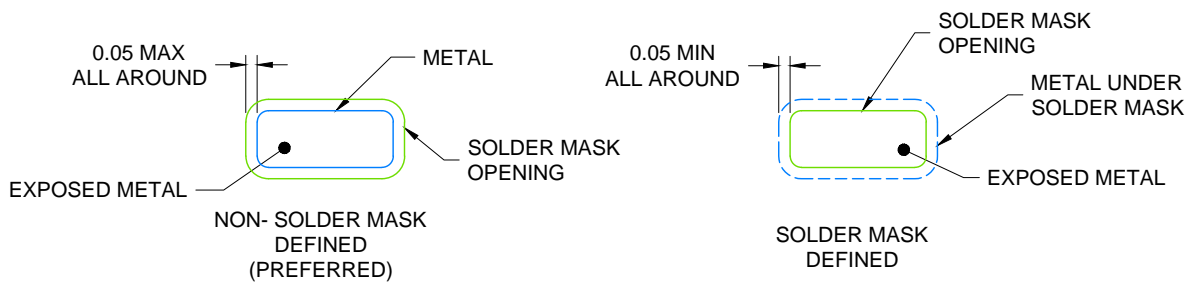 0.05 MAX
ALL AROUND
METAL
SOLDER MASK
OPENING
EXPOSED METAL
NON- SOLDER MASK
DEFINED
(PREFERRED)
SOLDER MASK
OPENING
0.05 MIN
ALL AROUND
METAL UNDER
SOLDER MASK
EXPOSED METAL
SOLDER MASK
DEFINED